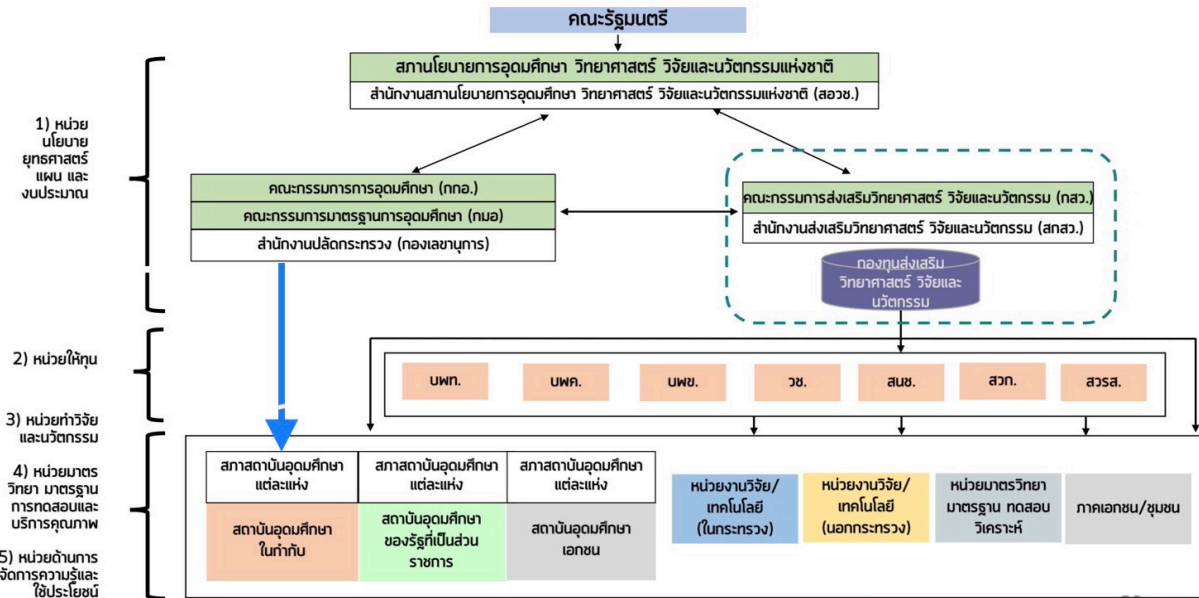 คณะรัฐมนตรี
สภานโยบายการอุดมศึกษา วิทยาศาสตร์ วิจัยและนวัตกรรมแห่งชาติ
สำนักงานสภานโยบายการอุดมศึกษา วิทยาศาสตร์ วิจัยและนวัตกรรมแห่งชาติ (สอวช.)
1) หน่วย
นโยบาย
ยุทธศาสตร์
แผน และ
งบประมาณ
คณะกรรมการการอุดมศึกษา (กกอ.)
คณะกรรมการมาตรฐานการอุดมศึกษา (กมอ)
สำนักงานปลัดกระทรวง (กองเลขานุการ)
คณะกรรมการส่งเสริมวิทยาศาสตร์ วิจัยและนวัตกรรม (กสว.)
สำนักงานส่งเสริมวิทยาศาสตร์ วิจัยและนวัตกรรม (สกสว.)
กองทุนส่งเสริม
วิทยาศาสตร์ วิจัยและ
นวัตกรรม
2) หน่วยให้ทุน
บพท.
บพค.
บพข.
วช.
สนช.
สวก.
สวรส.
3) หน่วยทำวิจัย
และนวัตกรรม
4) หน่วยมาตร
วิทยา มาตรฐาน
การทดสอบและ
บริการคุณภาพ
5) หน่วยด้านการ
จัดการความรู้และ
ใช้ประโยชน์
สภาสถาบันอุดมศึกษา
แต่ละแห่ง
สถาบันอุดมศึกษา
ในกำกับ
สภาสถาบันอุดมศึกษา
แต่ละแห่ง
สถาบันอุดมศึกษา
ของรัฐที่เป็นส่วน
ราชการ
สภาสถาบันอุดมศึกษา
แต่ละแห่ง
สถาบันอุดมศึกษา
เอกชน
หน่วยงานวิจัย/
เทคโนโลยี
(ในกระทรวง)
หน่วยงานวิจัย/
เทคโนโลยี
(นอกกระทรวง)
หน่วยมาตรวิทยา
มาตรฐาน ทดสอบ
วิเคราะห์
ภาคเอกชน/ชุมชน